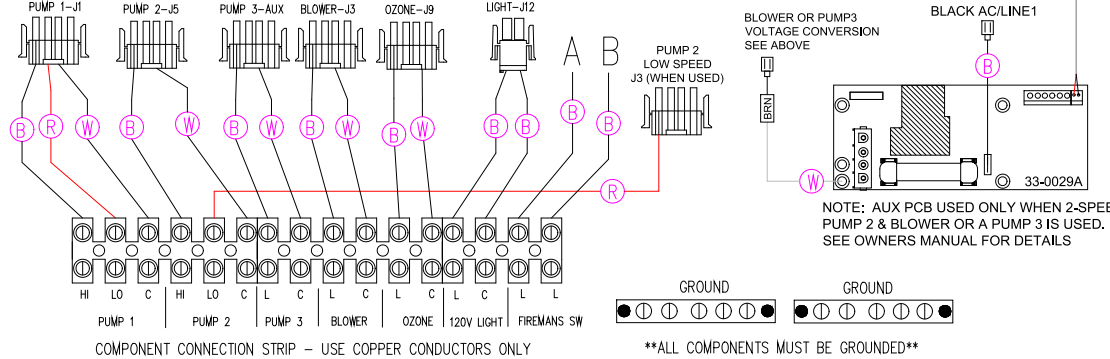 PUMP 1-J1
PUMP 2-J5
PUMP 3-AUX
BLOWER-J3
OZONE-J9
LIGHT-J12
A
B
PUMP 2
LOW SPEED
J3 (WHEN USED)
BLOWER OR PUMP3
VOLTAGE CONVERSION
SEE ABOVE
BLACK AC/LINE1
B
BRN
B R W B W B W B W B W B B B B
W
R
33-0029A
NOTE: AUX PCB USED ONLY WHEN 2-SPEE
PUMP 2 & BLOWER OR A PUMP 3 IS USED.
SEE OWNERS MANUAL FOR DETAILS
HI LO C HI LO C L C L C L C L C L L
PUMP 1 PUMP 2 PUMP 3 BLOWER OZONE 120V LIGHT FIREMANS SW
GROUND GROUND
COMPONENT CONNECTION STRIP – USE COPPER CONDUCTORS ONLY
**ALL COMPONENTS MUST BE GROUNDED**